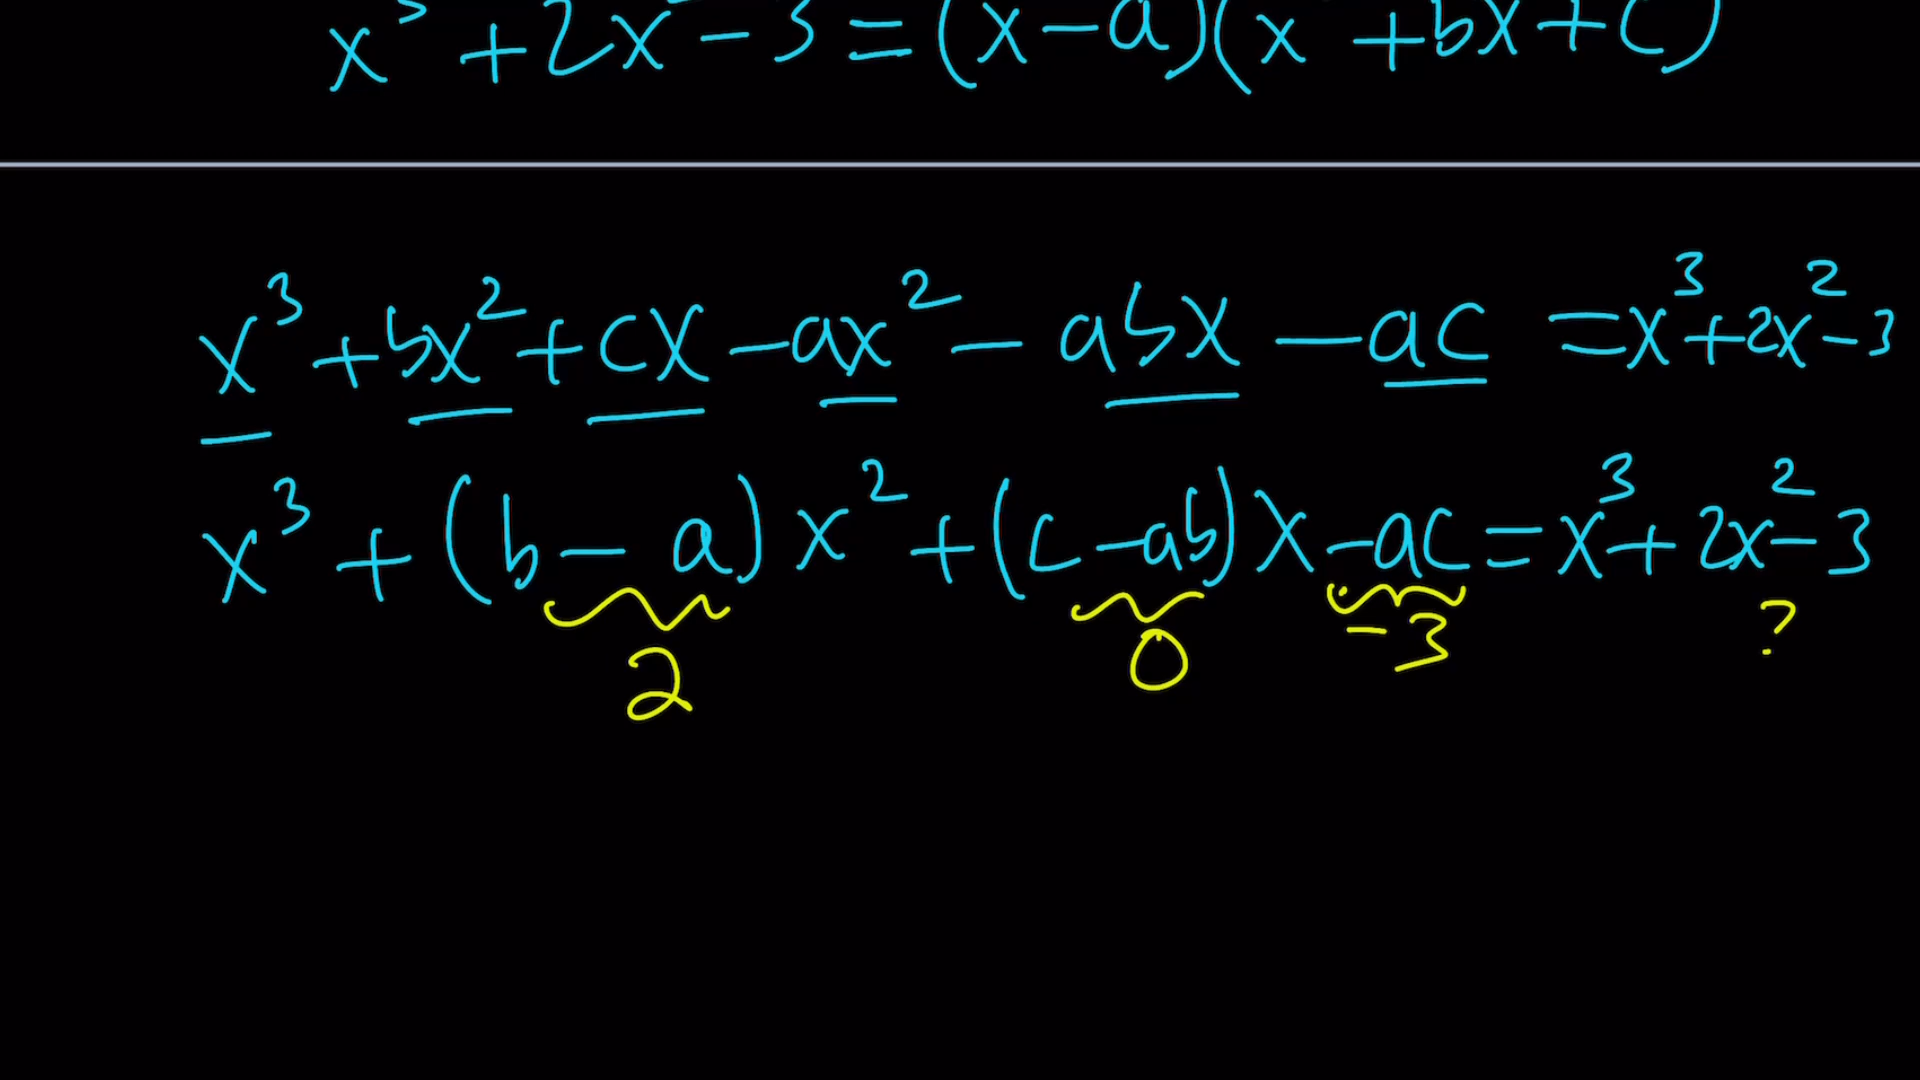 x³ + 2x² - 3 = (x - a)(x² + bx + c)
x³ + bx² + cx - ax² - abx - ac = x³ + 2x² - 3
x³ + (b - a)x² + (c - ab)x - ac = x³ + 2x² - 3
2 0 -3 ?